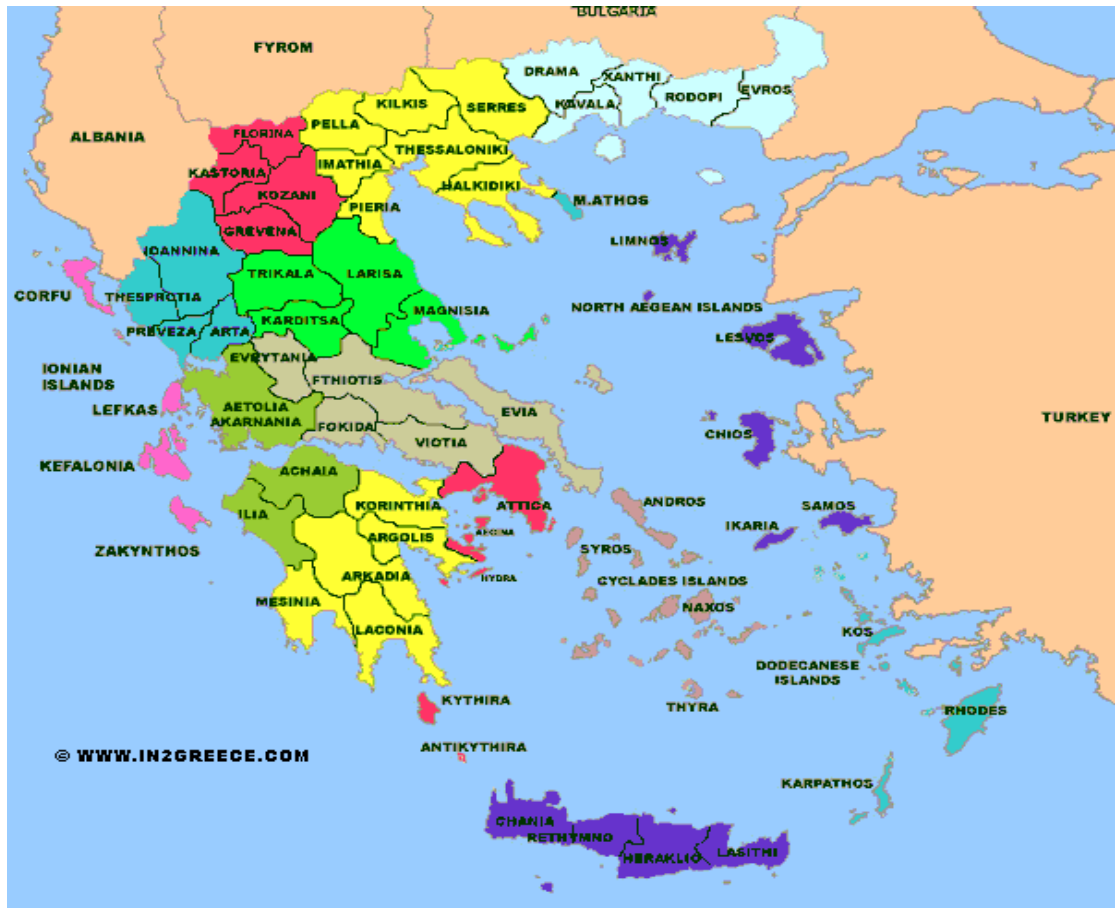 BULGARIA
FYROM
ALBANIA
DRAMA
XANTHI
KAVALA
RODOPI
EVROS
SERRES
KILKIS
PELLA
FLORINA
THESSALONIKI
IMATHIA
KASTORIA
HALKIDIKI
KOZANI
M.ATHOS
PIERIA
GREVENA
LIMNOS
IOANNINA
TRIKALA
LARISA
CORFU
THESPROTIA
NORTH AEGEAN ISLANDS
MAGNISIA
PREVEZA
ARTA
KARDITSA
LESVOS
EVRYTANIA
IONIAN
ISLANDS
FTHIOTIS
LEFKAS
AETOLIA
AKARNANIA
EVIA
TURKEY
FOKIDA
VIOTIA
CHIOS
KEFALONIA
ACHAIA
ANDROS
KORINTHIA
ATTICA
SAMOS
ILIA
IKARIA
AEGINA
ARGOLIS
ZAKYNTHOS
SYROS
ARKADIA
HYDRA
CYCLADES ISLANDS
MESINIA
NAXOS
LACONIA
KOS
DODECANESE
ISLANDS
KYTHIRA
THYRA
RHODES
ANTIKYTHIRA
© WWW.IN2GREECE.COM
KARPATHOS
CHANIA
RETHYMNO
HERAKLIO
LASITHI